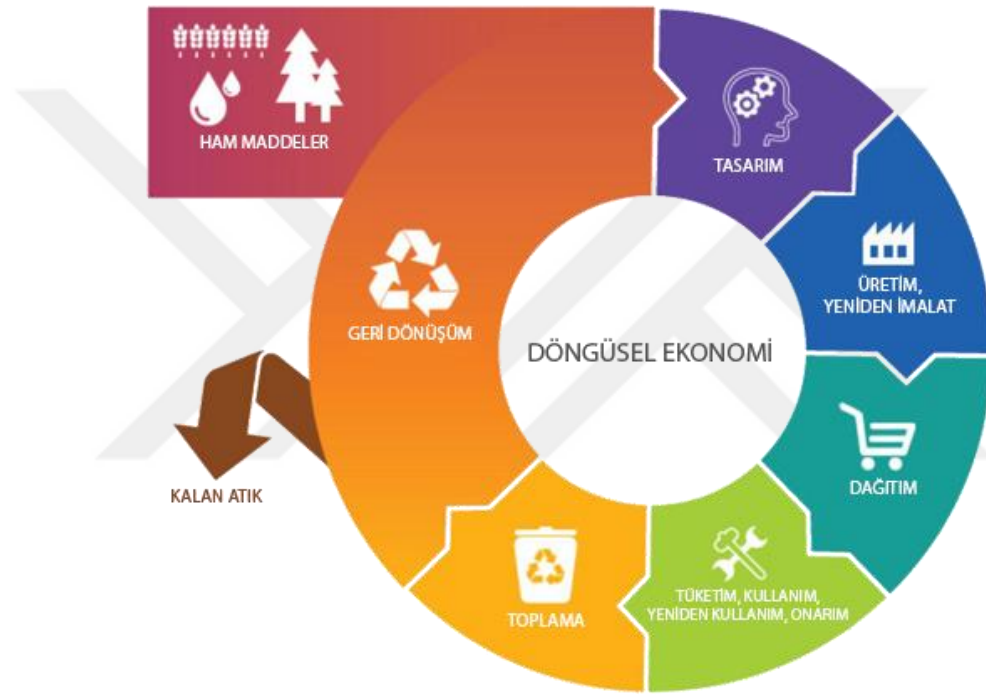 HAM MADDELER
TASARIM
ÜRETİM,
YENİDEN İMALAT
GERİ DÖNÜŞÜM
DÖNGÜSEL EKONOMİ
DAĞITIM
KALAN ATIK
TÜKETİM, KULLANIM,
YENİDEN KULLANIM, ONARIM
TOPLAMA